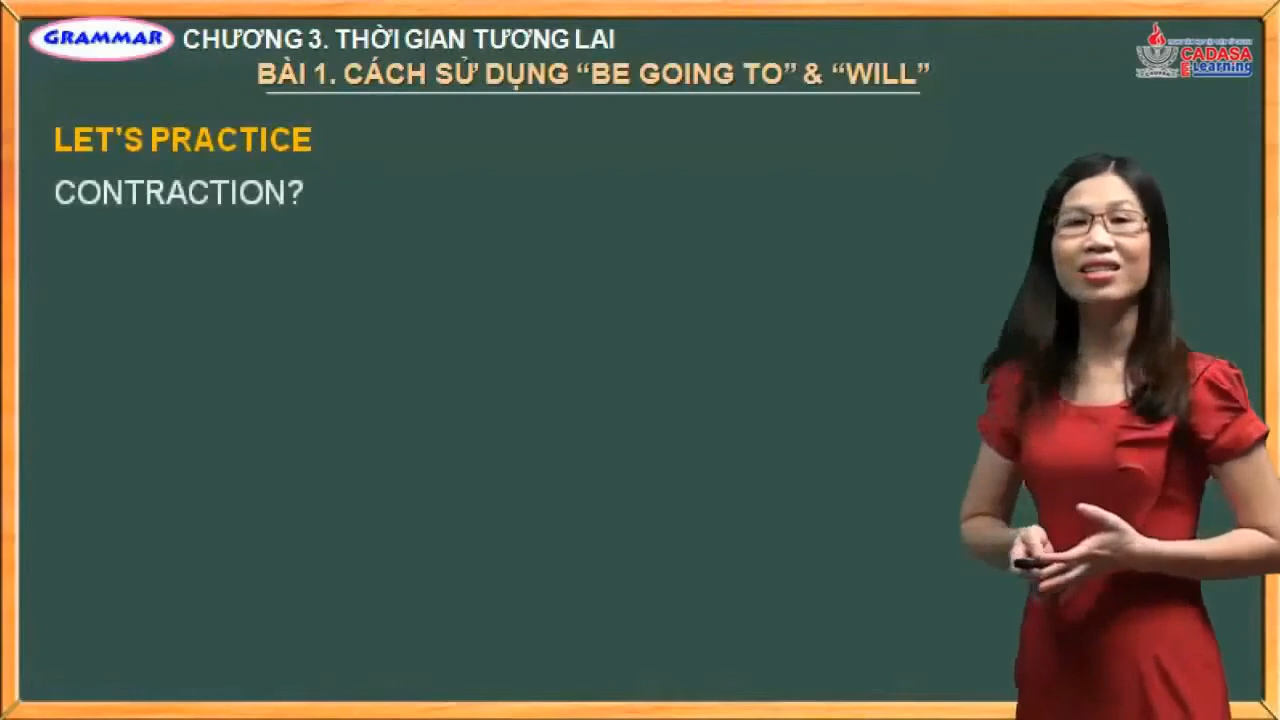 GRAMMAR CHƯƠNG 3. THỜI GIAN TƯƠNG LAI
BÀI 1. CÁCH SỬ DỤNG “BE GOING TO” & “WILL”
CADASA
ELearning
LET'S PRACTICE
CONTRACTION?